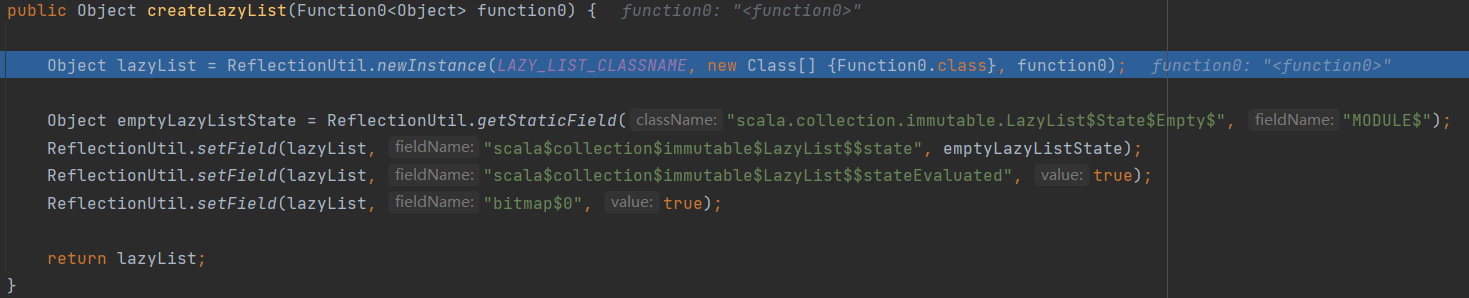 public Object createLazyList(Function0<Object> function0) {  function0: "<function0>"
Object lazyList = ReflectionUtil.newInstance(LAZY_LIST_CLASSNAME, new Class[] {Function0.class}, function0);  function0: "<function0>"
Object emptyLazyListState = ReflectionUtil.getStaticField( className: "scala.collection.immutable.LazyList$State$Empty$", fieldName: "MODULE$");
ReflectionUtil.setField(lazyList, fieldName: "scala$collection$immutable$LazyList$$state", emptyLazyListState);
ReflectionUtil.setField(lazyList, fieldName: "scala$collection$immutable$LazyList$$stateEvaluated", value: true);
ReflectionUtil.setField(lazyList, fieldName: "bitmap$0", value: true);
return lazyList;
}